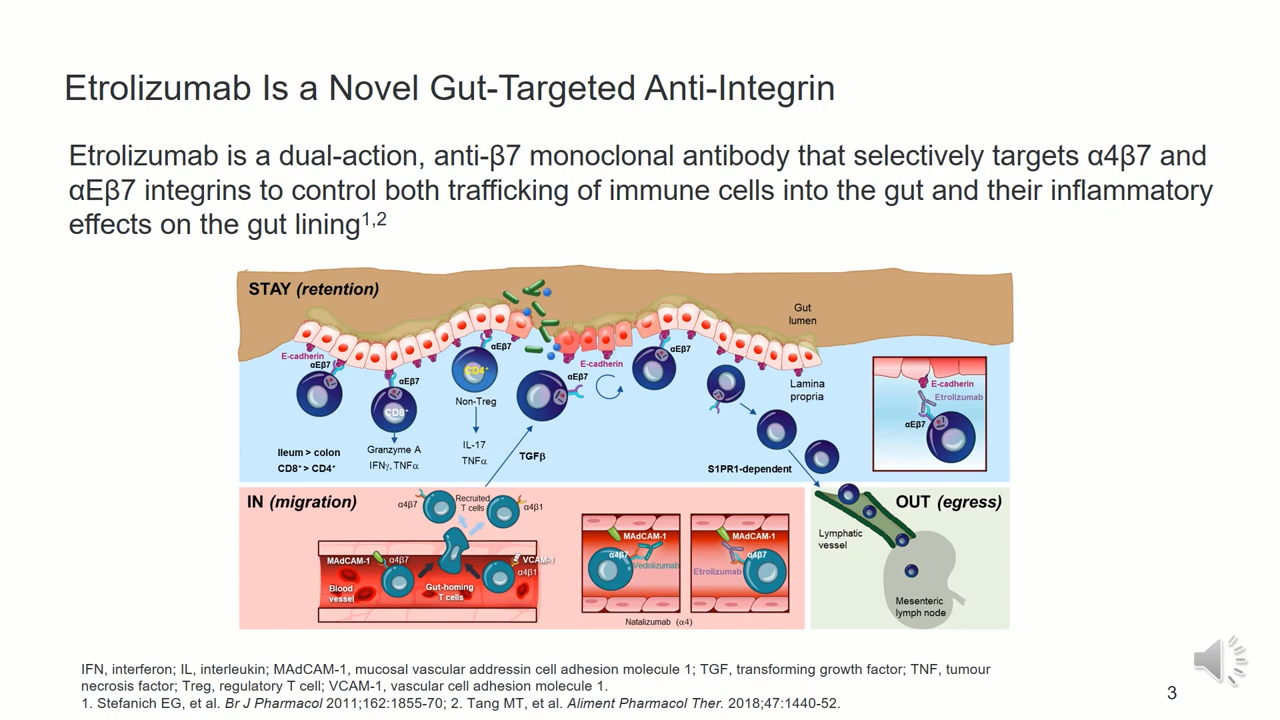 Etrolizumab Is a Novel Gut-Targeted Anti-Integrin
Etrolizumab is a dual-action, anti-β7 monoclonal antibody that selectively targets α4β7 and
αEβ7 integrins to control both trafficking of immune cells into the gut and their inflammatory
effects on the gut lining1,2
STAY (retention)
Gut
lumen
E-cadherin
αEβ7
αEβ7
CD8+
Granzyme A
IFNγ, TNFα
αEβ7
CD4+
Non-Treg
IL-17
TNFα
αEβ7
E-cadherin
αEβ7
Lamina
propria
E-cadherin
Etrolizumab
αEβ7
Ileum > colon
CD8+ > CD4+
TGFβ
S1PR1-dependent
IN (migration)
α4β7
Recruited
T cells
α4β1
MAdCAM-1
α4β7
VCAM-1
α4β1
Blood
vessel
Gut-homing
T cells
MAdCAM-1
α4β7
Vedolizumab
MAdCAM-1
α4β7
Etrolizumab
Natalizumab (α4)
OUT (egress)
Lymphatic
vessel
Mesenteric
lymph node
IFN, interferon; IL, interleukin; MAdCAM-1, mucosal vascular addressin cell adhesion molecule 1; TGF, transforming growth factor; TNF, tumour
necrosis factor; Treg, regulatory T cell; VCAM-1, vascular cell adhesion molecule 1.
1. Stefanich EG, et al. Br J Pharmacol 2011;162:1855-70; 2. Tang MT, et al. Aliment Pharmacol Ther. 2018;47:1440-52.
3